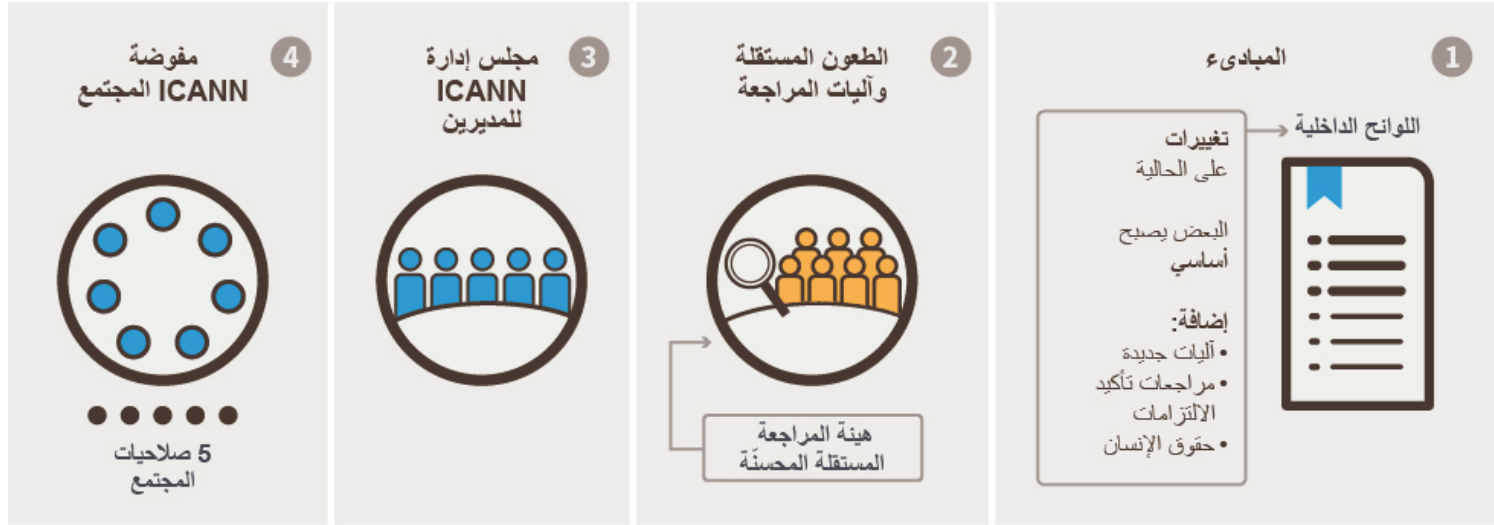 1
المبادىء
اللوائح الداخلية
تغييرات
على الحالية
البعض يصبح
أساسي
إضافة:
• آليات جديدة
• مراجعات تأكيد
الالتزامات
• حقوق الإنسان
2
الطعون المستقلة
وآليات المراجعة
هيئة المراجعة
المستقلة المحسنَة
3
مجلس إدارة
ICANN
للمديرين
4
مفوضة
ICANN المجتمع
5 صلاحيات
المجتمع